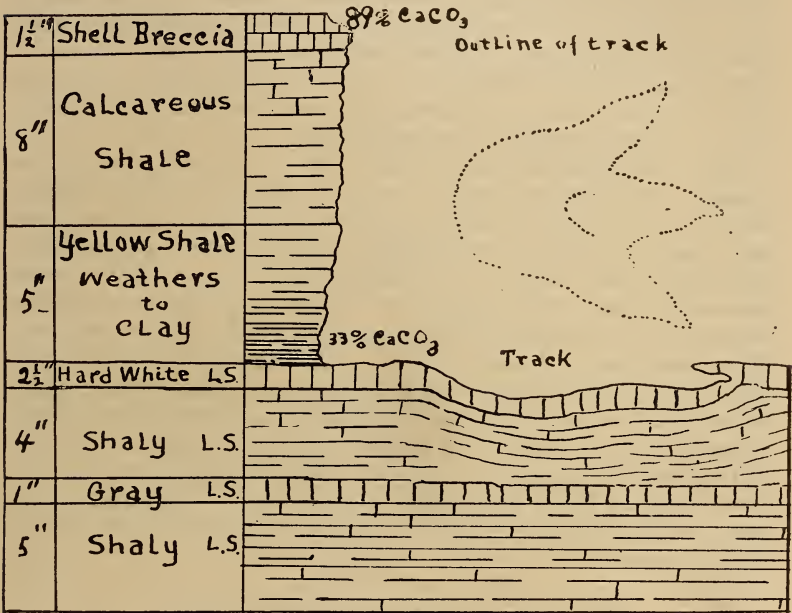 1½" Shell Breccia
89% CaCO3
Outline of track
8" Calcareous
Shale
5" Yellow Shale
Weathers
to
Clay
33% CaCO3
Track
2½" Hard White L.S.
4" Shaly L.S.
1" Gray L.S.
5" Shaly L.S.